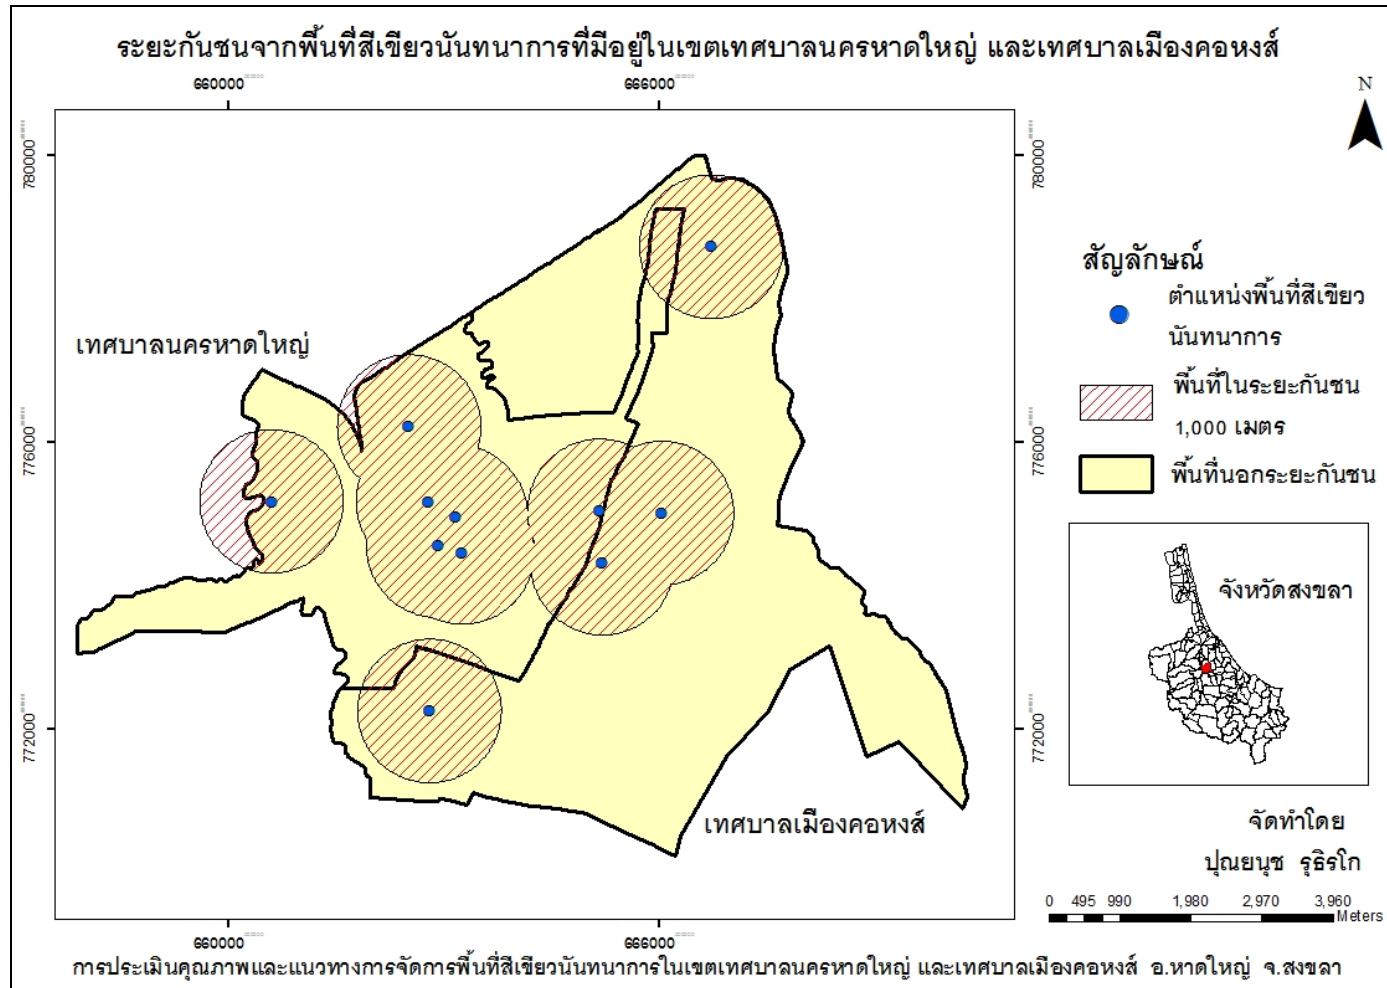 ระยะกันชนจากพื้นที่สีเขียวนันทนาการที่มีอยู่ในเขตเทศบาลนครหาดใหญ่ และเทศบาลเมืองคอหงส์
660000
666000
N
780000
780000
สัญลักษณ์
ตำแหน่งพื้นที่สีเขียว
นันทนาการ
เทศบาลนครหาดใหญ่
พื้นที่ในระยะกันชน
1,000 เมตร
776000
776000
พื้นที่นอกระยะกันชน
จังหวัดสงขลา
772000
772000
เทศบาลเมืองคอหงส์
จัดทำโดย
ปุณยนุช รุธิรโก
0 495 990 1,980 2,970 3,960
Meters
660000
666000
การประเมินคุณภาพและแนวทางการจัดการพื้นที่สีเขียวนันทนาการในเขตเทศบาลนครหาดใหญ่ และเทศบาลเมืองคอหงส์ อ.หาดใหญ่ จ.สงขลา